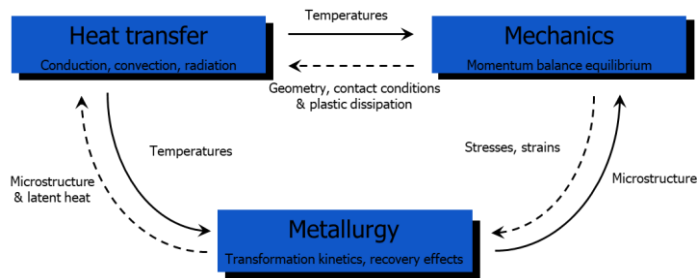 Temperatures
Heat transfer
Conduction, convection, radiation
Mechanics
Momentum balance equilibrium
Geometry, contact conditions
& plastic dissipation
Temperatures
Stresses, strains
Microstructure
& latent heat
Microstructure
Metallurgy
Transformation kinetics, recovery effects